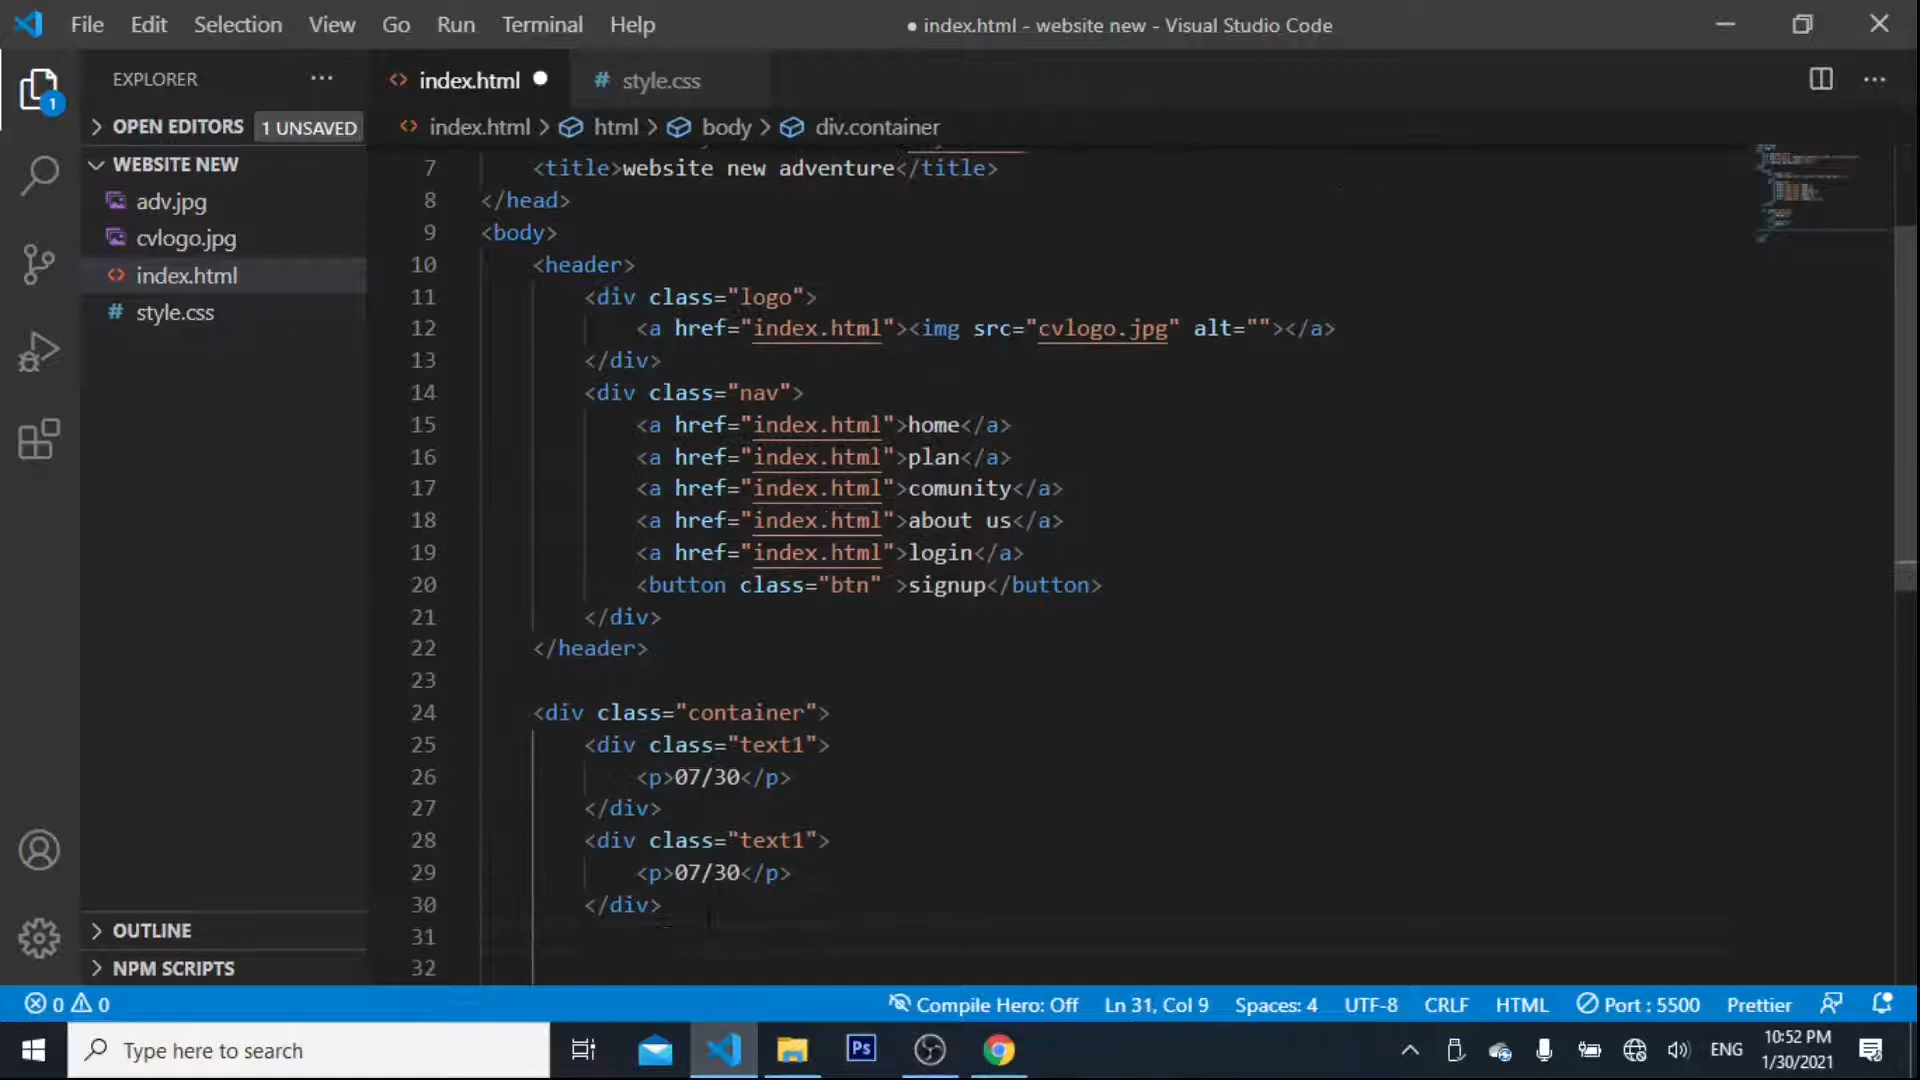 File Edit Selection View Go Run Terminal Help ● index.html - website new - Visual Studio Code
EXPLORER ··· index.html ● # style.css ···
OPEN EDITORS 1 UNSAVED
index.html > html > body > div.container
WEBSITE NEW
adv.jpg
cvlogo.jpg
index.html
# style.css
OUTLINE
NPM SCRIPTS
7 <title>website new adventure</title>
8 </head>
9 <body>
10 <header>
11 <div class="logo">
12 <a href="index.html"><img src="cvlogo.jpg" alt=""></a>
13 </div>
14 <div class="nav">
15 <a href="index.html">home</a>
16 <a href="index.html">plan</a>
17 <a href="index.html">comunity</a>
18 <a href="index.html">about us</a>
19 <a href="index.html">login</a>
20 <button class="btn" >signup</button>
21 </div>
22 </header>
23
24 <div class="container">
25 <div class="text1">
26 <p>07/30</p>
27 </div>
28 <div class="text1">
29 <p>07/30</p>
30 </div>
31
32
0 0 Compile Hero: Off Ln 31, Col 9 Spaces: 4 UTF-8 CRLF HTML Port : 5500 Prettier
Type here to search Ps ENG 10:52 PM
1/30/2021
1